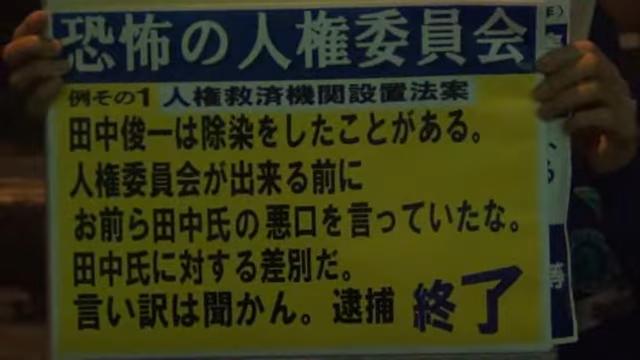 恐怖の人権委員会
例その1 人権救済機関設置法案
田中俊一は除染をしたことがある。
人権委員会が出来る前に
お前ら田中氏の悪口を言っていたな。
田中氏に対する差別だ。
言い訳は聞かん。逮捕 終了